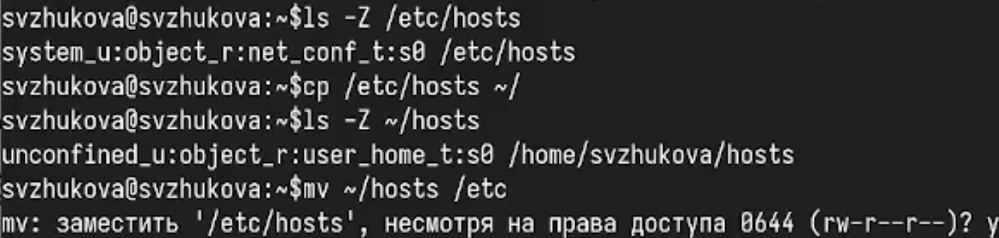 svzhukova@svzhukova:~$ls -Z /etc/hosts
system_u:object_r:net_conf_t:s0 /etc/hosts
svzhukova@svzhukova:~$cp /etc/hosts ~/
svzhukova@svzhukova:~$ls -Z ~/hosts
unconfined_u:object_r:user_home_t:s0 /home/svzhukova/hosts
svzhukova@svzhukova:~$mv ~/hosts /etc
mv: заместить '/etc/hosts', несмотря на права доступа 0644 (rw-r--r--)? y